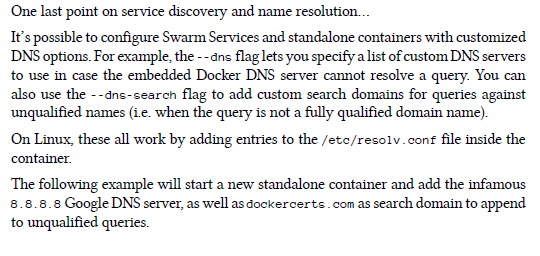 One last point on service discovery and name resolution…
It's possible to configure Swarm Services and standalone containers with customized
DNS options. For example, the --dns flag lets you specify a list of custom DNS servers
to use in case the embedded Docker DNS server cannot resolve a query. You can
also use the --dns-search flag to add custom search domains for queries against
unqualified names (i.e. when the query is not a fully qualified domain name).
On Linux, these all work by adding entries to the /etc/resolv.conf file inside the
container.
The following example will start a new standalone container and add the infamous
8.8.8.8 Google DNS server, as well as dockercerts.com as search domain to append
to unqualified queries.